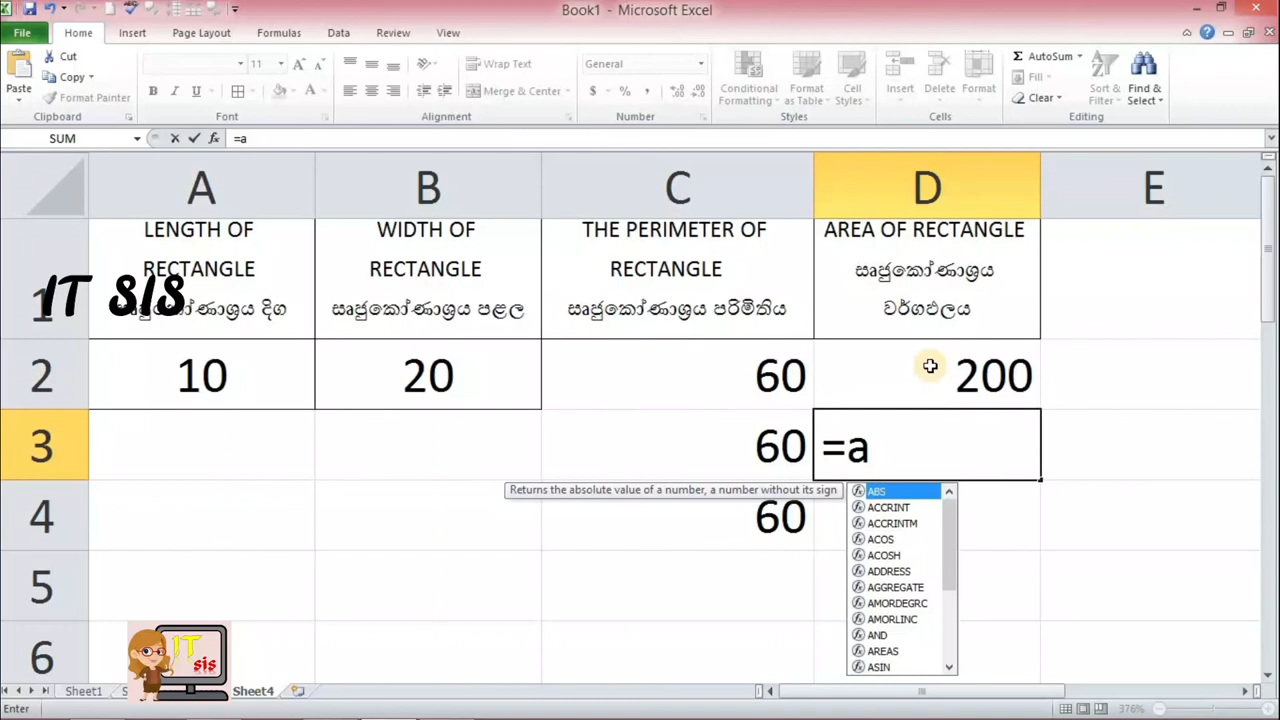 Book1 - Microsoft Excel
File Home Insert Page Layout Formulas Data Review View
Paste
Cut
Copy
Format Painter
Clipboard
11
B I U
Font
Wrap Text
Merge & Center
Alignment
General
$ % ,
Number
Conditional Formatting
Format as Table
Cell Styles
Styles
Insert
Delete
Format
Cells
AutoSum
Fill
Clear
Sort & Filter
Find & Select
Editing
SUM
=a
A B C D E
1
LENGTH OF
RECTANGLE
සෘජුකෝණාශ්‍රය දිග
WIDTH OF
RECTANGLE
සෘජුකෝණාශ්‍රය පළල
THE PERIMETER OF
RECTANGLE
සෘජුකෝණාශ්‍රය පරිමිතිය
AREA OF RECTANGLE
සෘජුකෝණාශ්‍රය
වර්ගඵලය
IT SIS
2 10 20 60 200
3 60 =a
Returns the absolute value of a number, a number without its sign
ABS
ACCRINT
ACCRINTM
ACOS
ACOSH
ADDRESS
AGGREGATE
AMORDEGRC
AMORLINC
AND
AREAS
ASIN
4 60
5
6
IT
sis
Sheet1 S Sheet4
Enter
376%